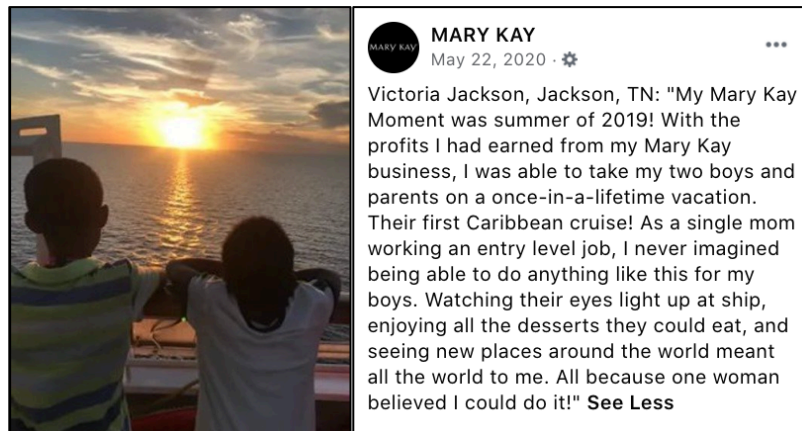 MARY KAY
MARY KAY
May 22, 2020 ·
Victoria Jackson, Jackson, TN: "My Mary Kay
Moment was summer of 2019! With the
profits I had earned from my Mary Kay
business, I was able to take my two boys and
parents on a once-in-a-lifetime vacation.
Their first Caribbean cruise! As a single mom
working an entry level job, I never imagined
being able to do anything like this for my
boys. Watching their eyes light up at ship,
enjoying all the desserts they could eat, and
seeing new places around the world meant
all the world to me. All because one woman
believed I could do it!" See Less